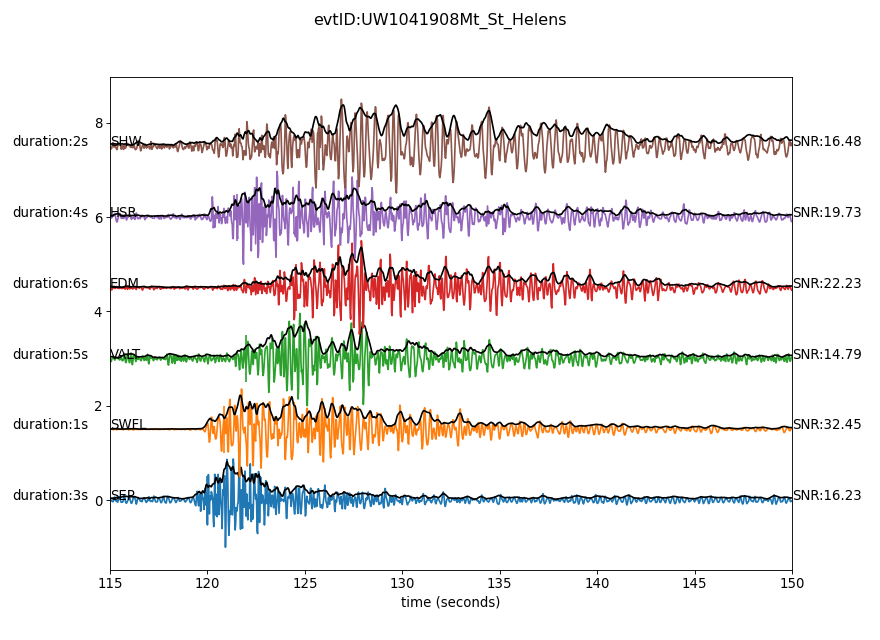 evtID:UW1041908Mt_St_Helens
8
duration:2s SHW SNR:16.48
duration:4s HSR SNR:19.73
6
duration:6s EDM SNR:22.23
4
duration:5s VALT SNR:14.79
2
duration:1s SWFL SNR:32.45
duration:3s SEP SNR:16.23
0
115 120 125 130 135 140 145 150
time (seconds)